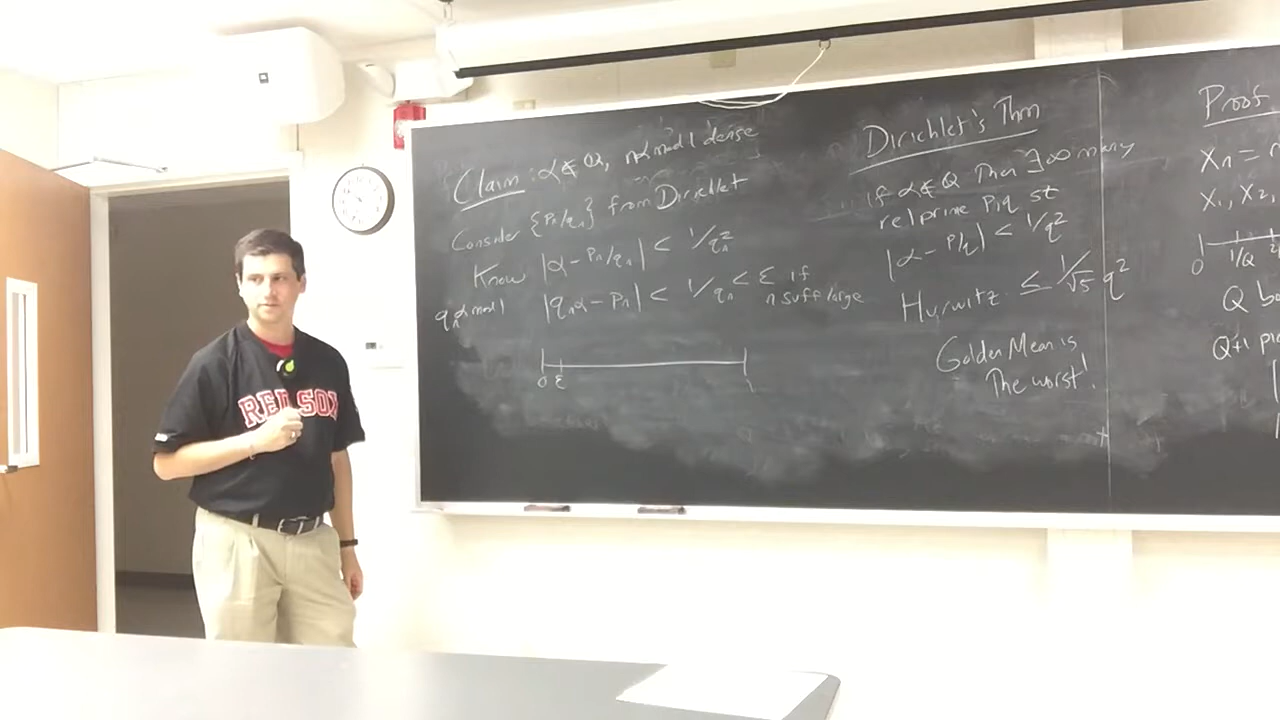 Claim: α∉Q, nα mod 1 dense
Consider {Pn/qn} from Dirichlet
Know |α - Pn/qn| < 1/qn²
qnα mod 1 |qnα - Pn| < 1/qn < ε if
n suff large
0 ε 1
Dirichlet's Thm
If α∉Q Then ∃ ∞ many
rel prime p,q st
|α - P/q| < 1/q²
Hurwitz ≤ 1/√5 q²
Golden Mean is
The worst!
Proof
Xn =
X1, X2,
0 1/Q
Q
Q+1
RED SOX